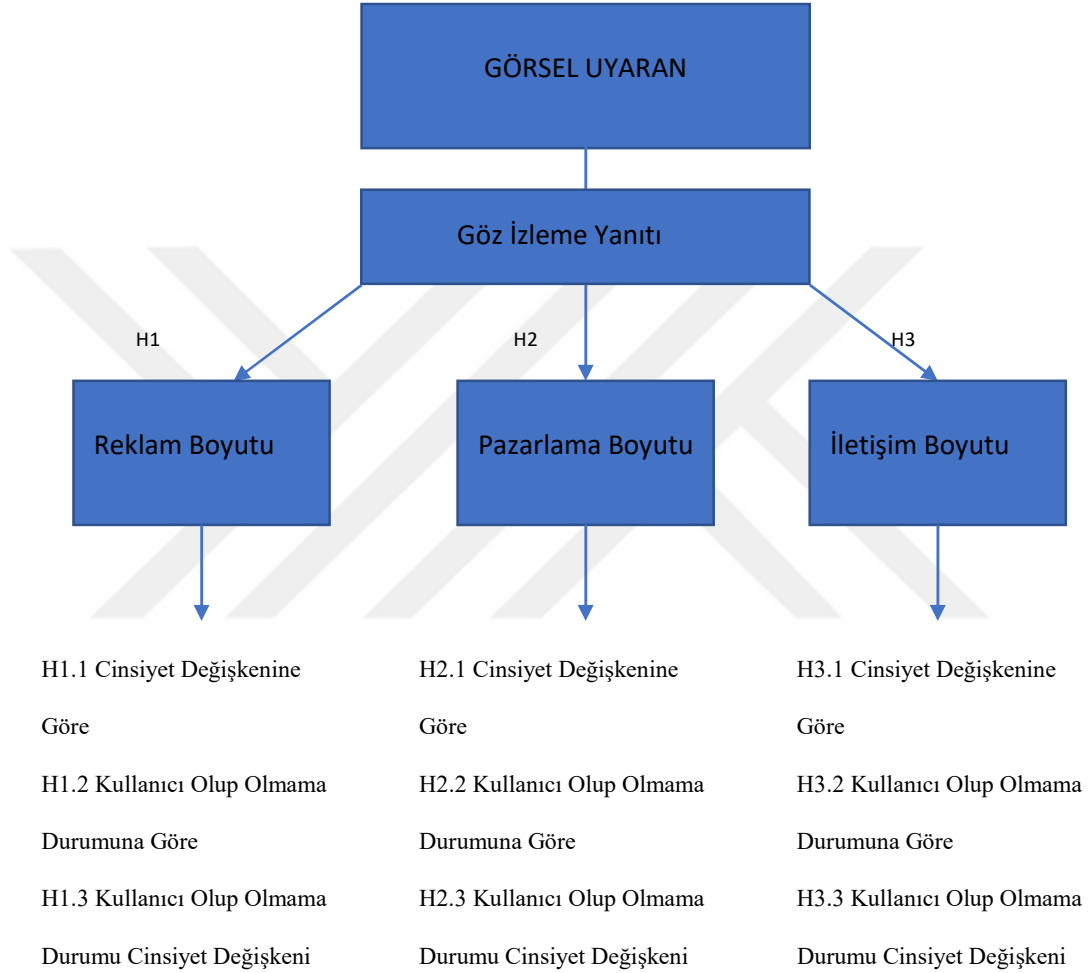 GÖRSEL UYARAN
Göz İzleme Yanıtı
H1
H2
H3
Reklam Boyutu
Pazarlama Boyutu
İletişim Boyutu
H1.1 Cinsiyet Değişkenine
Göre
H1.2 Kullanıcı Olup Olmama
Durumuna Göre
H1.3 Kullanıcı Olup Olmama
Durumu Cinsiyet Değişkeni
H2.1 Cinsiyet Değişkenine
Göre
H2.2 Kullanıcı Olup Olmama
Durumuna Göre
H2.3 Kullanıcı Olup Olmama
Durumu Cinsiyet Değişkeni
H3.1 Cinsiyet Değişkenine
Göre
H3.2 Kullanıcı Olup Olmama
Durumuna Göre
H3.3 Kullanıcı Olup Olmama
Durumu Cinsiyet Değişkeni